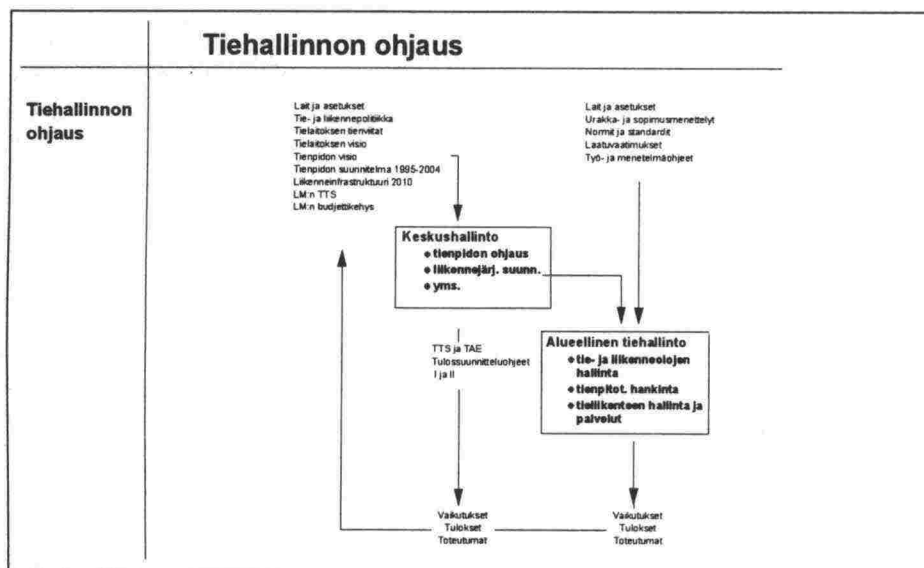 Tiehallinnon ohjaus
Tiehallinnon
ohjaus
Lait ja asetukset
Tie- ja liikennepolitiikka
Tielaitoksen tienviitat
Tielaitoksen visio
Tienpidon visio
Tienpidon suunnitelma 1995-2004
Liikenneinfrastruktuuri 2010
LM:n TTS
LM:n budjettikehys
Lait ja asetukset
Urakka- ja sopimusmenettelyt
Normit ja standardit
Laatuvaatimukset
Työ- ja menetelmäohjeet
Keskushallinto
tienpidon ohjaus
liikennejärj. suunn.
yms.
TTS ja TAE
Tulossuunnitteluohjeet
I ja II
Alueellinen tiehallinto
tie- ja liikenneolojen
hallinta
tienpitot. hankinta
tieliikenteen hallinta ja
palvelut
Vaikutukset
Tulokset
Toteutumat
Vaikutukset
Tulokset
Toteutumat